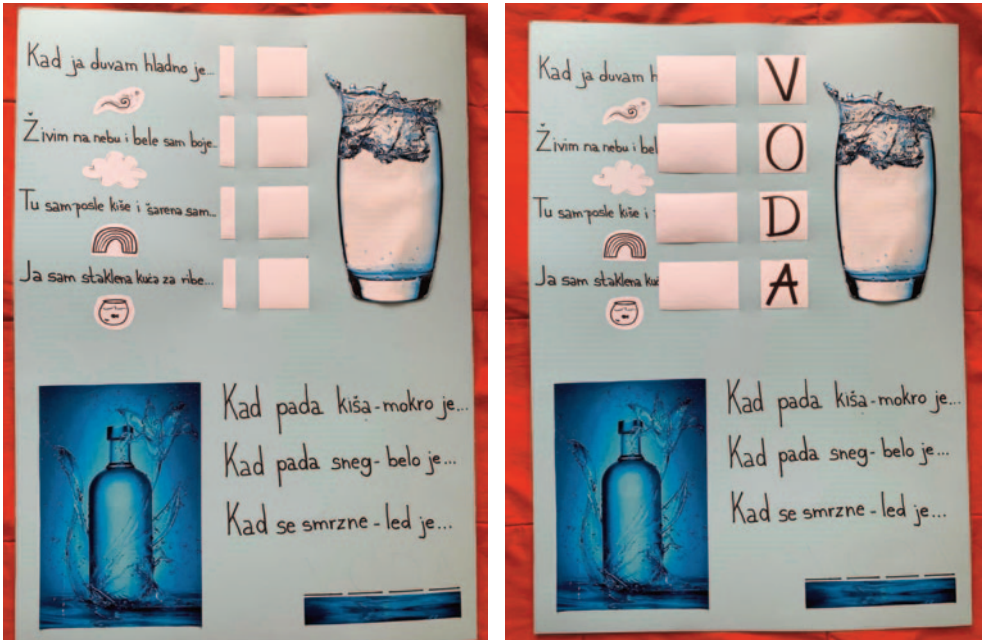 Kad ja duvam hladno je...
Živim na nebu i bele sam boje..
Tu sam posle kiše i šarena sam...
Ja sam staklena kuća za ribe...
Kad pada kiša-mokro je...
Kad pada sneg-belo je...
Kad se smrzne-led je...
Kad ja duvam h
V
Živim na nebu i bel
O
Tu sam posle kiše i
D
Ja sam staklena kuć
A
Kad pada kiša-mokro je...
Kad pada sneg-belo je...
Kad se smrzne-led je...